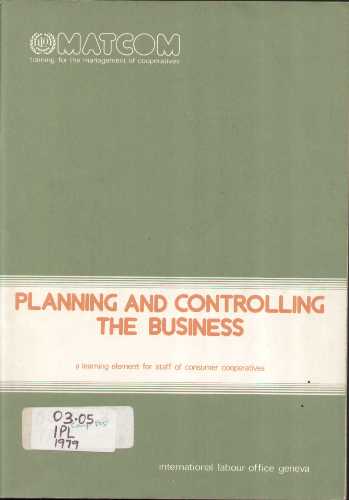 ILO MATCOM
training for the management of cooperatives
PLANNING AND CONTROLLING
THE BUSINESS
a learning element for staff of consumer cooperatives
03.05
IPL
1979
international labour office geneva